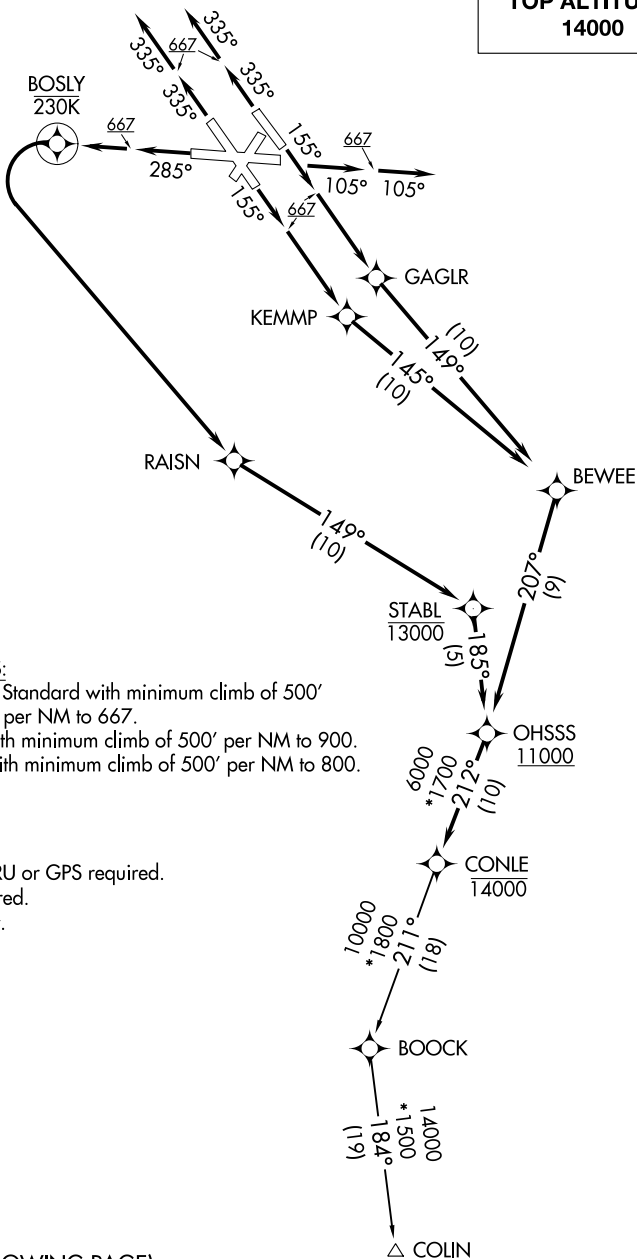 TOP ALTITU
14000
335°
335°
667
335°
335°
BOSLY
230K
667
285°
155°
667
105°
105°
155°
667
GAGLR
KEMMP
(10)
149°
145°
(10)
RAISN
BEWEE
149°
(10)
207°
(9)
STABL
13000
185°
(5)
S:
Standard with minimum climb of 500'
per NM to 667.
th minimum climb of 500' per NM to 900.
with minimum climb of 500' per NM to 800.
OHSSS
11000
6000
*1700
212°
(10)
RU or GPS required.
red.
.
CONLE
14000
10000
*1800
211°
(18)
BOOCK
14000
*1500
184°
(19)
COLIN
OWING PAGE)